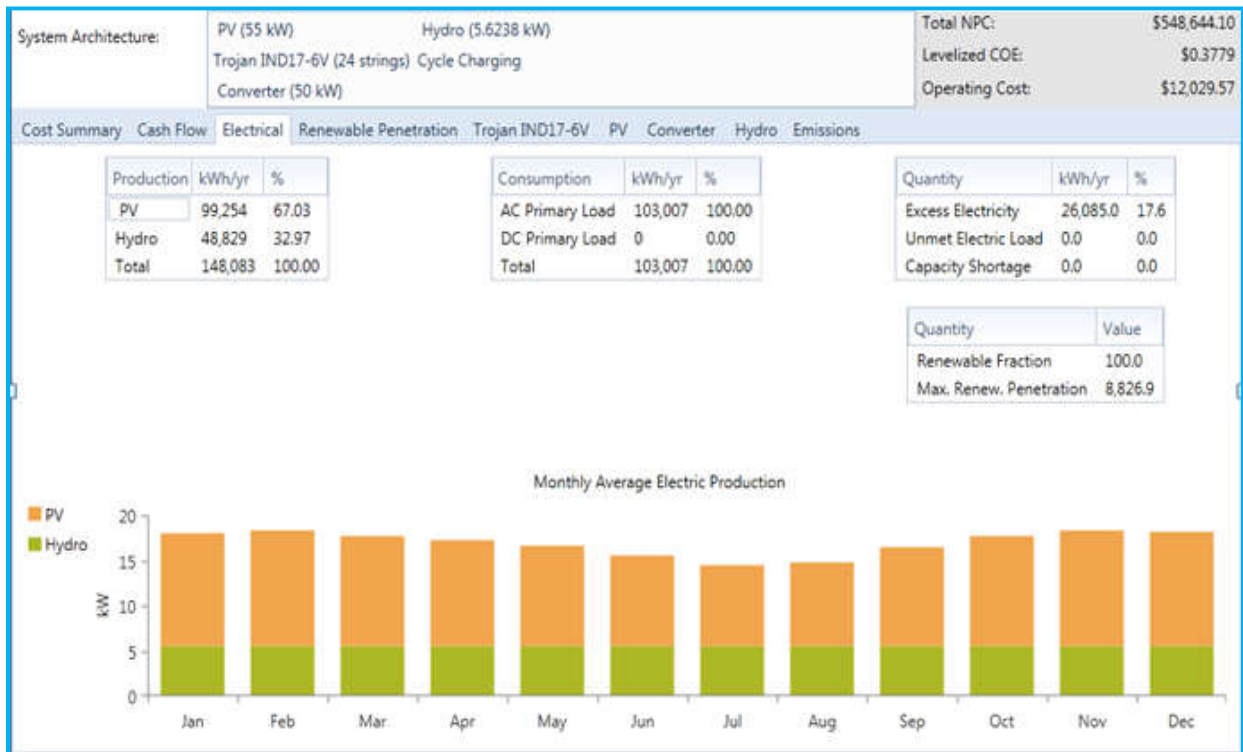 System Architecture:
PV (55 kW) Hydro (5.6238 kW)
Trojan IND17-6V (24 strings) Cycle Charging
Converter (50 kW)
Total NPC: $548,644.10
Levelized COE: $0.3779
Operating Cost: $12,029.57
Cost Summary Cash Flow Electrical Renewable Penetration Trojan IND17-6V PV Converter Hydro Emissions
Production kWh/yr %
PV 99,254 67.03
Hydro 48,829 32.97
Total 148,083 100.00
Consumption kWh/yr %
AC Primary Load 103,007 100.00
DC Primary Load 0 0.00
Total 103,007 100.00
Quantity kWh/yr %
Excess Electricity 26,085.0 17.6
Unmet Electric Load 0.0 0.0
Capacity Shortage 0.0 0.0
Quantity Value
Renewable Fraction 100.0
Max. Renew. Penetration 8,826.9
Monthly Average Electric Production
PV
Hydro
kW
20
15
10
5
0
Jan Feb Mar Apr May Jun Jul Aug Sep Oct Nov Dec